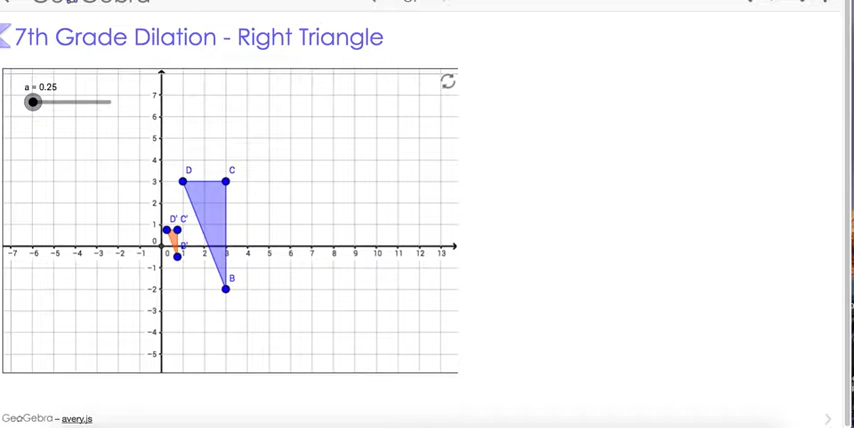 GeoGebra
7th Grade Dilation - Right Triangle
a = 0.25
7
6
5
4
D C
3
2
D' C'
1
0
-7 -6 -5 -4 -3 -2 -1 0 1 2 3 4 5 6 7 8 9 10 11 12 13
-1
B
-2
-3
-4
-5
GeoGebra – avery.js